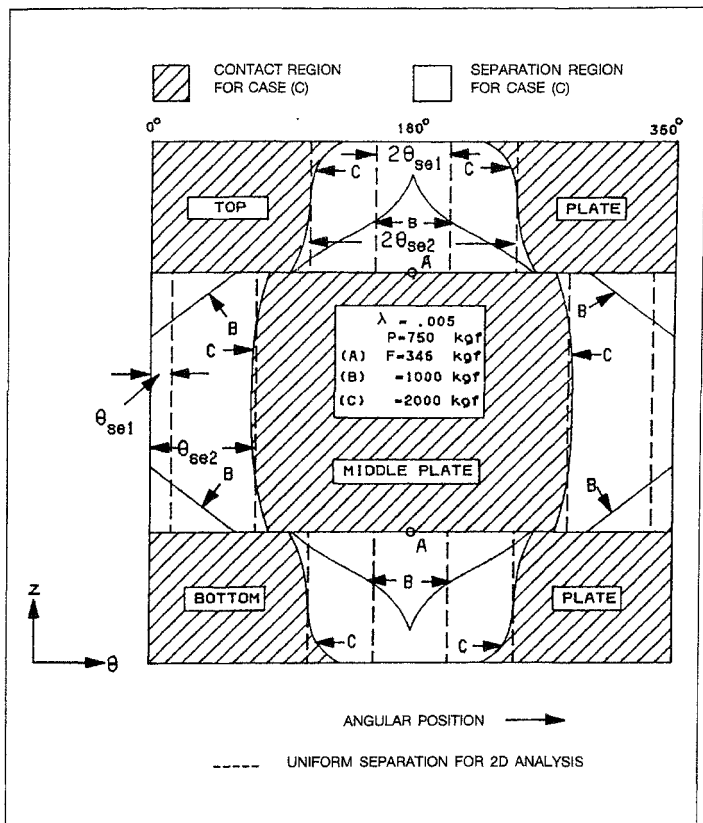 CONTACT REGION
FOR CASE (C)
SEPARATION REGION
FOR CASE (C)
0° 180° 350°
C 2θse1 C
TOP B PLATE
2θse2
A
B B
λ = .005
P=750 kgf
(A) F=346 kgf
(B) =1000 kgf
(C) =2000 kgf
C C
θse1
θse2
B B
MIDDLE PLATE
A
B
BOTTOM PLATE
C C
z
θ
ANGULAR POSITION
UNIFORM SEPARATION FOR 2D ANALYSIS